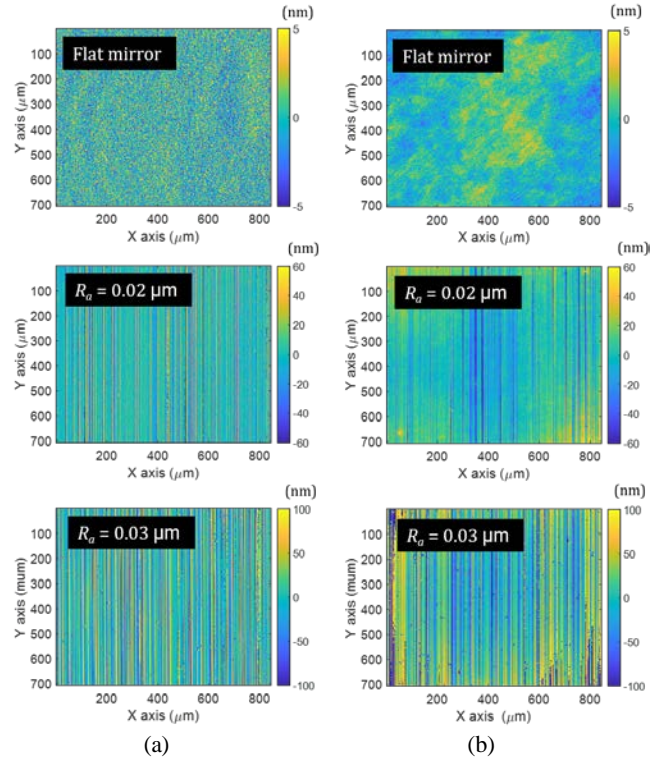 (nm) (nm)
Flat mirror 5 Flat mirror 5
100 100
200 200
300 0 300 0
400 400
500 500
600 600
700 -5 700 -5
200 400 600 800 200 400 600 800
X axis (μm) X axis (μm)
Y axis (μm) Y axis (μm)
(nm) (nm)
Rₐ = 0.02 μm 60 Rₐ = 0.02 μm 60
100 40 100 40
200 20 200 20
300 300
400 0 400 0
500 -20 500 -20
600 -40 600 -40
700 -60 700 -60
200 400 600 800 200 400 600 800
X axis (μm) X axis (μm)
Y axis (μm) Y axis (μm)
(nm) (nm)
Rₐ = 0.03 μm 100 Rₐ = 0.03 μm 100
100 100
200 50 200 50
300 300
400 0 400 0
500 -50 500 -50
600 600
700 -100 700 -100
200 400 600 800 200 400 600 800
X axis (μm) X axis (μm)
Y axis (mum) Y axis (mum)
(a) (b)